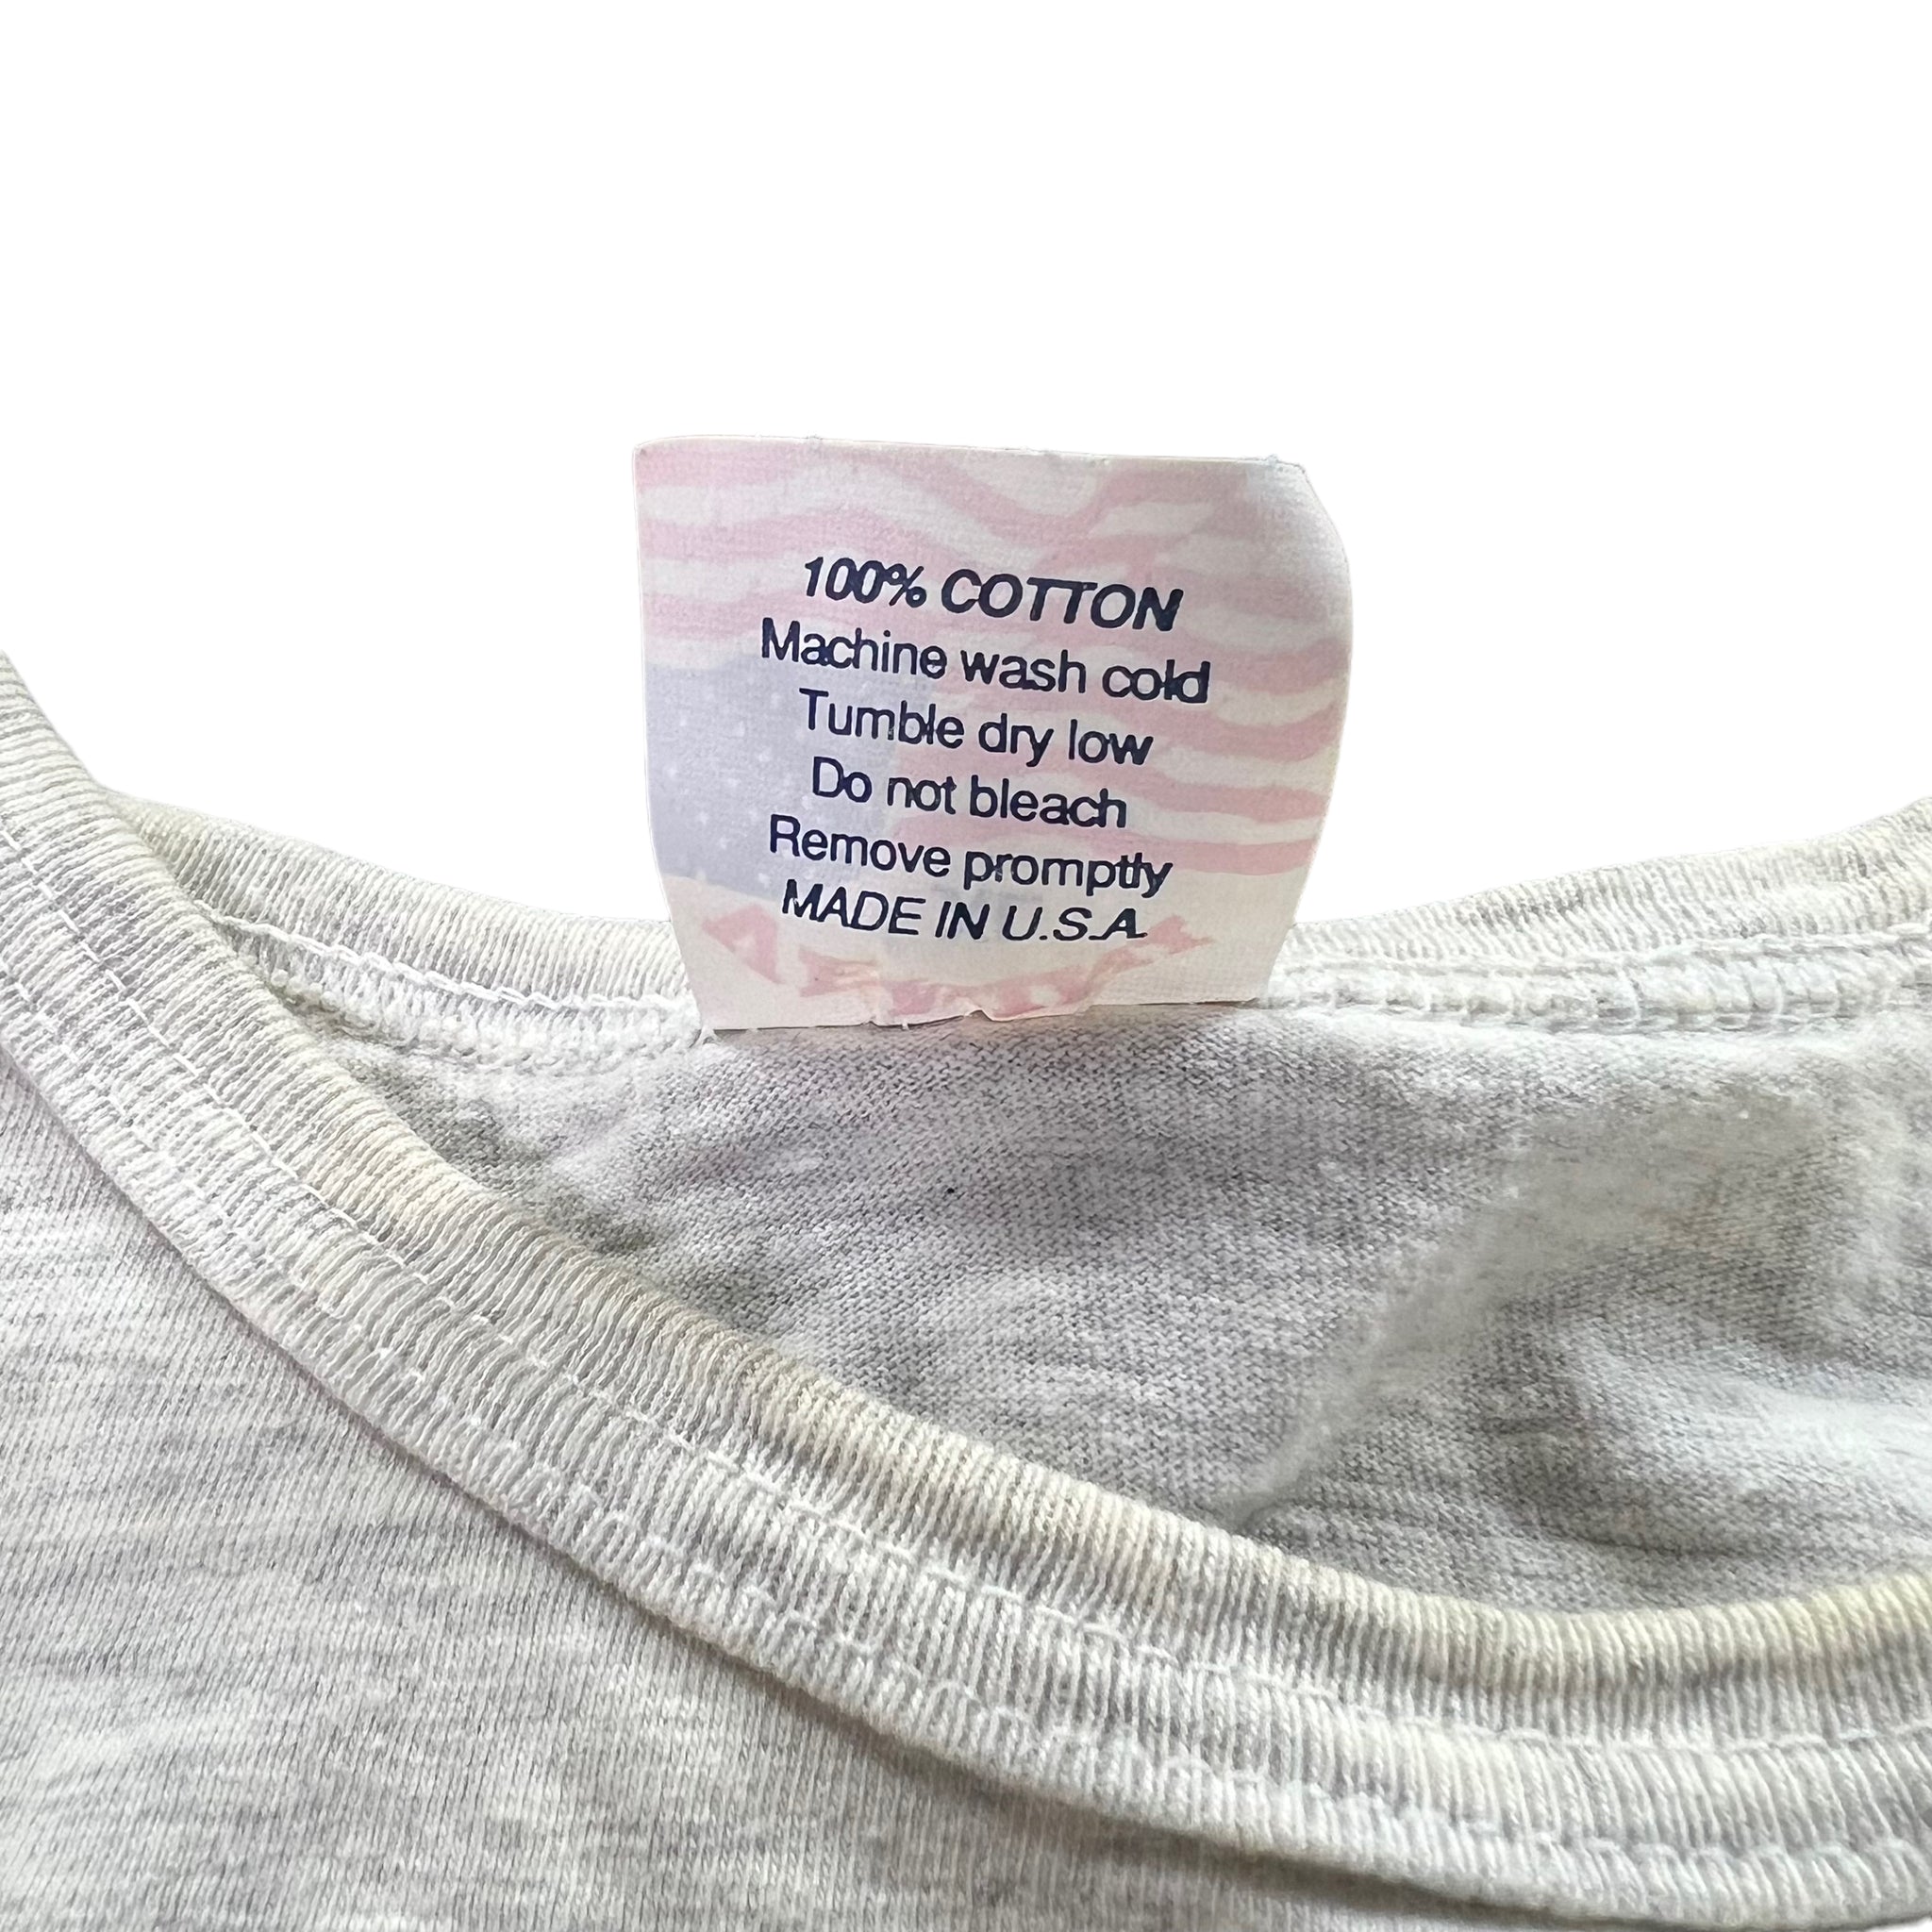 100% COTTON
Machine wash cold
Tumble dry low
Do not bleach
Remove promptly
MADE IN U.S.A.